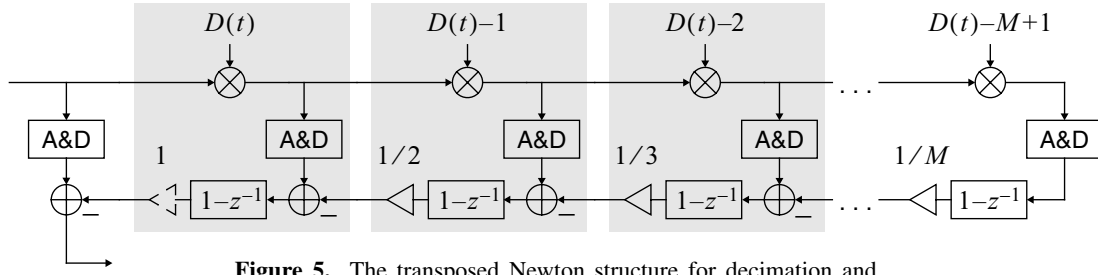 D(t) D(t)–1 D(t)–2 D(t)–M+1
. . .
A&D A&D A&D A&D A&D
1 1/2 1/3 1/M
1–z⁻¹ 1–z⁻¹ 1–z⁻¹ 1–z⁻¹
– – – – . . .
Figure 5. The transposed Newton structure for decimation and